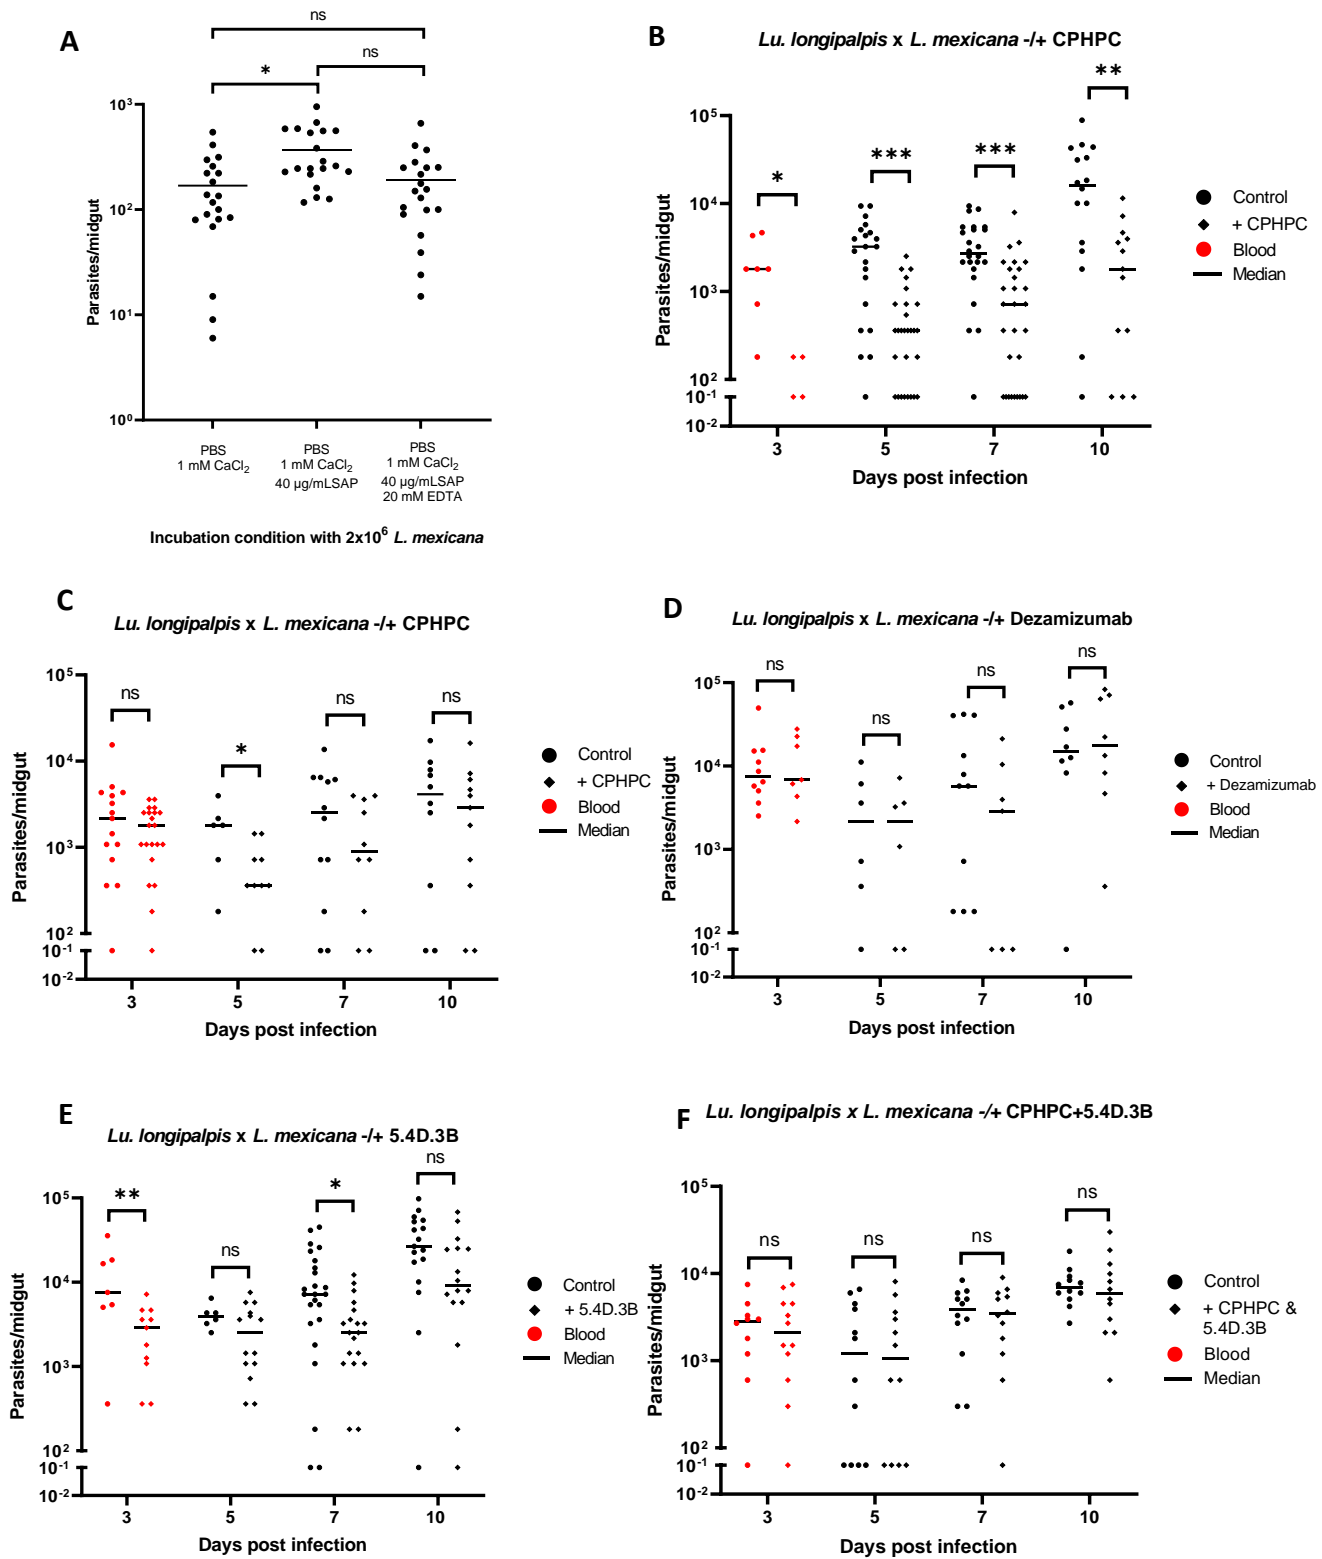 A
ns
ns
*
10³
10²
10¹
10⁰
Parasites/midgut
PBS
1 mM CaCl₂
PBS
1 mM CaCl₂
40 µg/mLSAP
PBS
1 mM CaCl₂
40 µg/mLSAP
20 mM EDTA
Incubation condition with 2x10⁶ L. mexicana
B
Lu. longipalpis x L. mexicana -/+ CPHPC
*
***
***
**
10⁵
10⁴
10³
10²
10⁻¹
10⁻²
Parasites/midgut
3 5 7 10
Days post infection
Control
+ CPHPC
Blood
Median
C
Lu. longipalpis x L. mexicana -/+ CPHPC
ns
*
ns
ns
10⁵
10⁴
10³
10²
10⁻¹
10⁻²
Parasites/midgut
3 5 7 10
Days post infection
Control
+ CPHPC
Blood
Median
D
Lu. longipalpis x L. mexicana -/+ Dezamizumab
ns
ns
ns
ns
10⁵
10⁴
10³
10²
10⁻¹
10⁻²
Parasites/midgut
3 5 7 10
Days post infection
Control
+ Dezamizumab
Blood
Median
E
Lu. longipalpis x L. mexicana -/+ 5.4D.3B
**
ns
*
ns
10⁵
10⁴
10³
10²
10⁻¹
10⁻²
Parasites/midgut
3 5 7 10
Days post infection
Control
+ 5.4D.3B
Blood
Median
F
Lu. longipalpis x L. mexicana -/+ CPHPC+5.4D.3B
ns
ns
ns
ns
10⁵
10⁴
10³
10²
10⁻¹
10⁻²
Parasites/midgut
3 5 7 10
Days post infection
Control
+ CPHPC &
5.4D.3B
Blood
Median